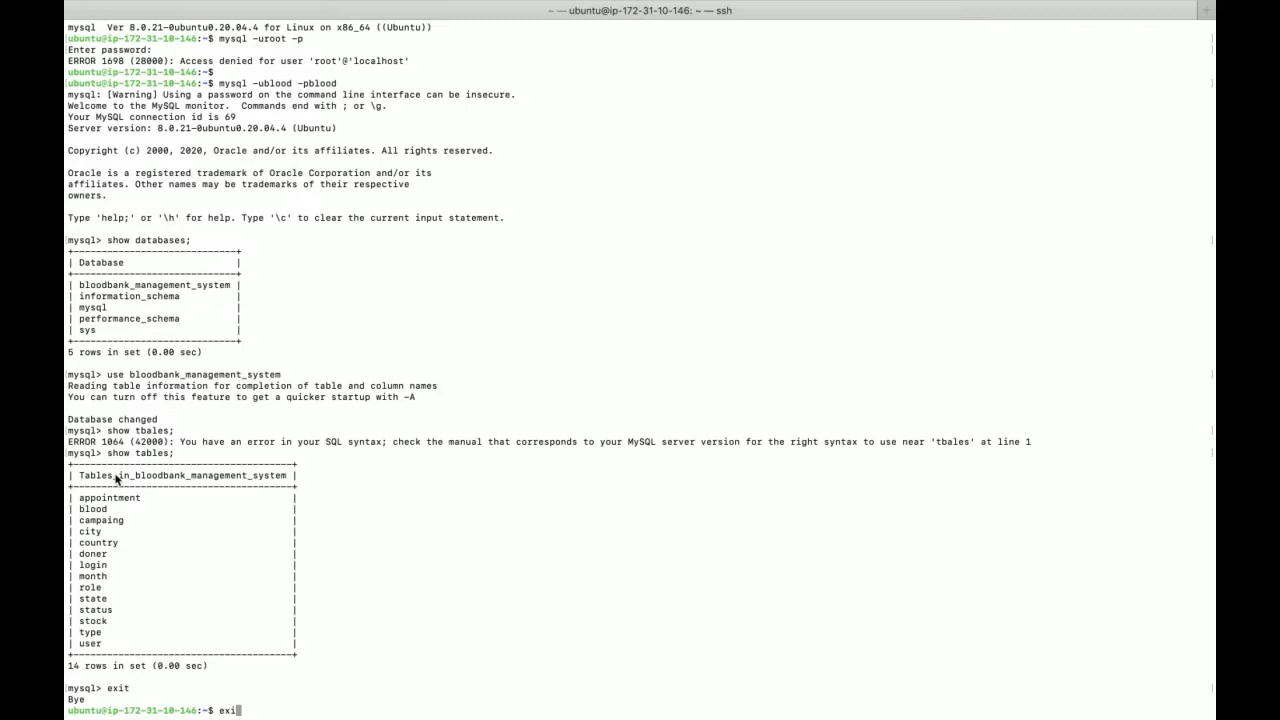 ~ — ubuntu@ip-172-31-10-146: ~ — ssh
mysql  Ver 8.0.21-0ubuntu0.20.04.4 for Linux on x86_64 ((Ubuntu))
ubuntu@ip-172-31-10-146:~$ mysql -uroot -p
Enter password:
ERROR 1698 (28000): Access denied for user 'root'@'localhost'
ubuntu@ip-172-31-10-146:~$
ubuntu@ip-172-31-10-146:~$ mysql -ublood -pblood
mysql: [Warning] Using a password on the command line interface can be insecure.
Welcome to the MySQL monitor.  Commands end with ; or \g.
Your MySQL connection id is 69
Server version: 8.0.21-0ubuntu0.20.04.4 (Ubuntu)
Copyright (c) 2000, 2020, Oracle and/or its affiliates. All rights reserved.
Oracle is a registered trademark of Oracle Corporation and/or its
affiliates. Other names may be trademarks of their respective
owners.
Type 'help;' or '\h' for help. Type '\c' to clear the current input statement.
mysql> show databases;
+-------------------------------+
| Database                      |
+-------------------------------+
| bloodbank_management_system |
| information_schema            |
| mysql                         |
| performance_schema            |
| sys                           |
+-------------------------------+
5 rows in set (0.00 sec)
mysql> use bloodbank_management_system
Reading table information for completion of table and column names
You can turn off this feature to get a quicker startup with -A
Database changed
mysql> show tbales;
ERROR 1064 (42000): You have an error in your SQL syntax; check the manual that corresponds to your MySQL server version for the right syntax to use near 'tbales' at line 1
mysql> show tables;
+---------------------------------------+
| Tables_in_bloodbank_management_system |
+---------------------------------------+
| appointment                           |
| blood                                 |
| campaing                              |
| city                                  |
| country                               |
| doner                                 |
| login                                 |
| month                                 |
| role                                  |
| state                                 |
| status                                |
| stock                                 |
| type                                  |
| user                                  |
+---------------------------------------+
14 rows in set (0.00 sec)
mysql> exit
Bye
ubuntu@ip-172-31-10-146:~$ exi